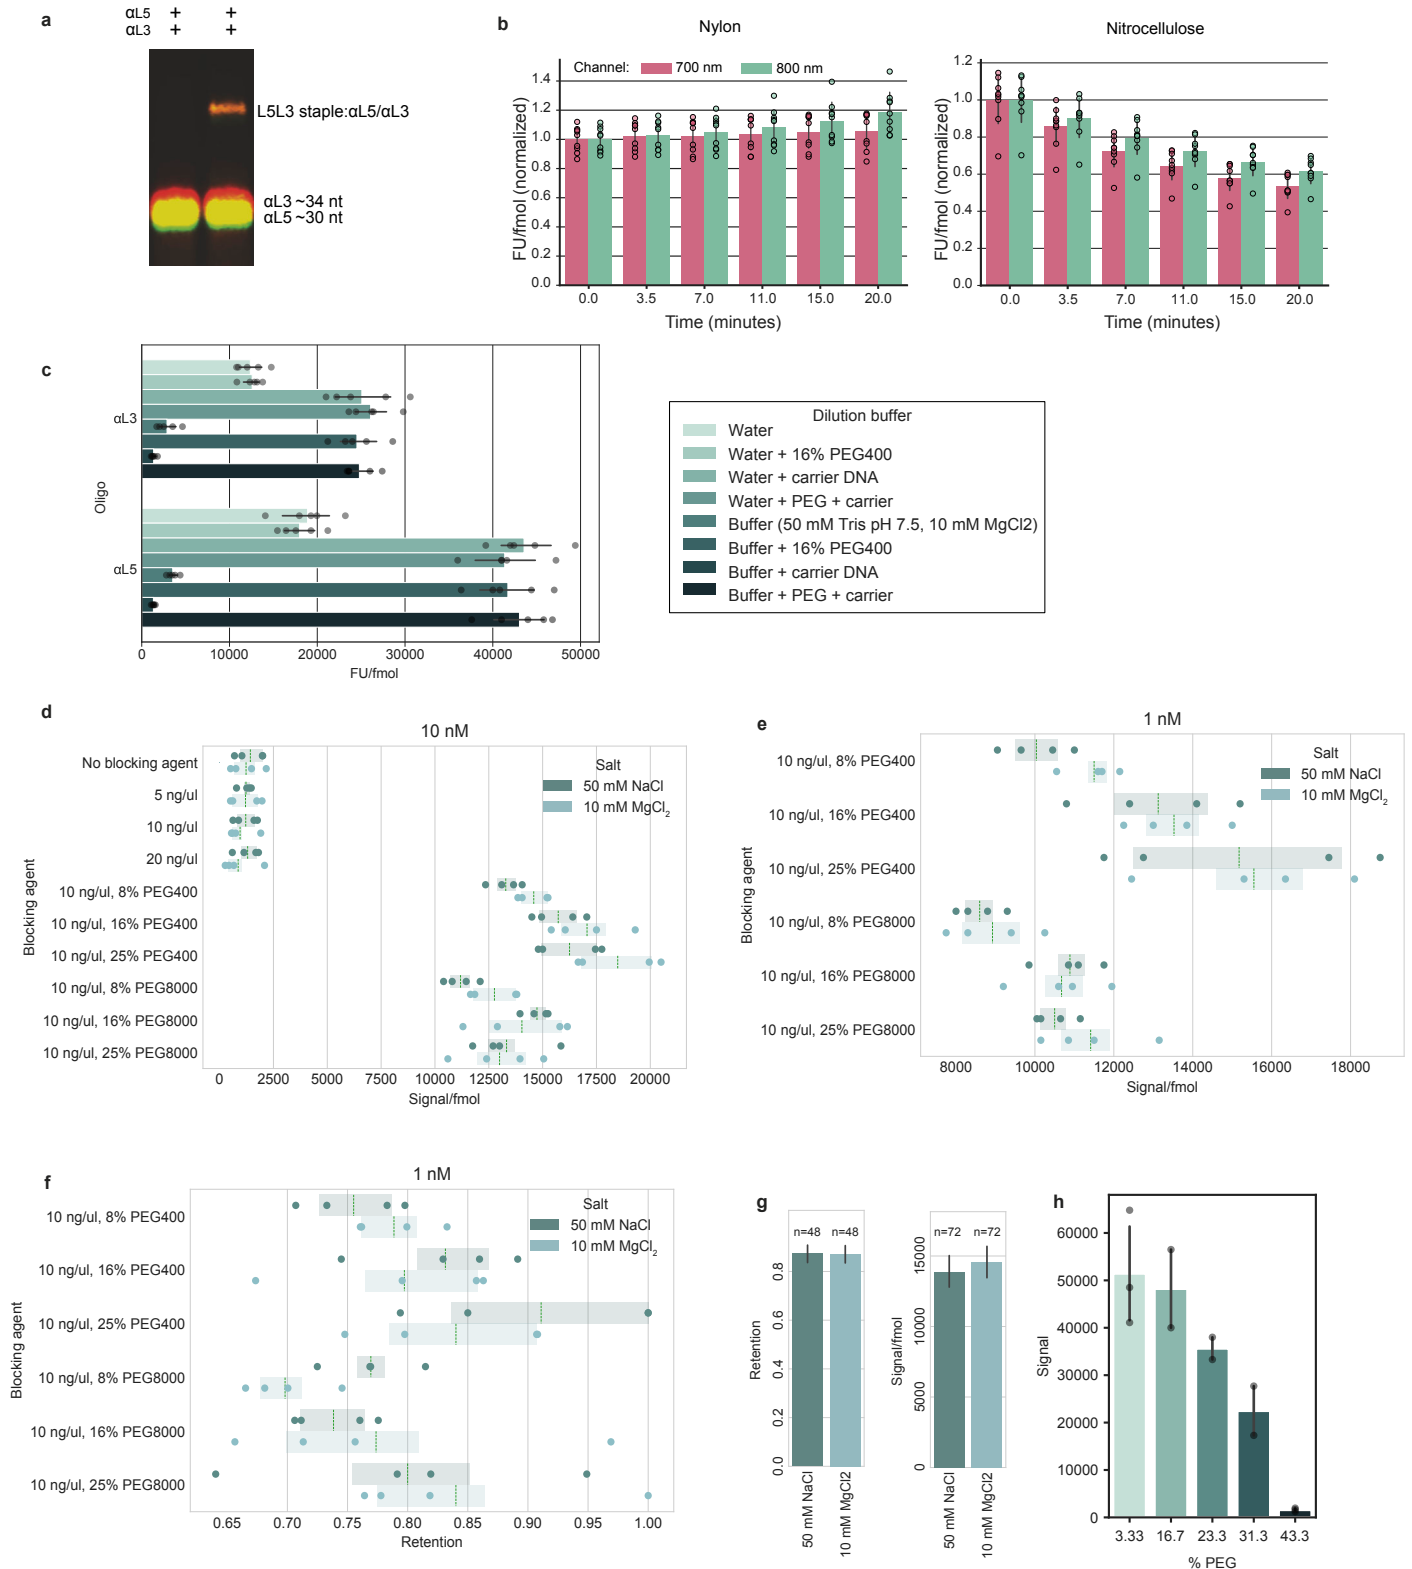 a
αL5 + +
αL3 + +
L5L3 staple:αL5/αL3
αL3 ~34 nt
αL5 ~30 nt
b
Nylon
Channel: 700 nm 800 nm
FU/fmol (normalized)
1.4
1.2
1.0
0.6
0.4
1.2
0.0
0.0 3.5 7.0 11.0 15.0 20.0
Time (minutes)
Nitrocellulose
FU/fmol (normalized)
1.2
1.0
0.8
0.6
0.4
0.2
0.0
0.0 3.5 7.0 11.0 15.0 20.0
Time (minutes)
c
Oligo
αL3
αL5
0 10000 20000 30000 40000 50000
FU/fmol
Dilution buffer
Water
Water + 16% PEG400
Water + carrier DNA
Water + PEG + carrier
Buffer (50 mM Tris pH 7.5, 10 mM MgCl2)
Buffer + 16% PEG400
Buffer + carrier DNA
Buffer + PEG + carrier
d
10 nM
Blocking agent
No blocking agent
5 ng/ul
10 ng/ul
20 ng/ul
10 ng/ul, 8% PEG400
10 ng/ul, 16% PEG400
10 ng/ul, 25% PEG400
10 ng/ul, 8% PEG8000
10 ng/ul, 16% PEG8000
10 ng/ul, 25% PEG8000
Salt
50 mM NaCl
10 mM MgCl2
0 2500 5000 7500 10000 12500 15000 17500 20000
Signal/fmol
e
1 nM
Blocking agent
10 ng/ul, 8% PEG400
10 ng/ul, 16% PEG400
10 ng/ul, 25% PEG400
10 ng/ul, 8% PEG8000
10 ng/ul, 16% PEG8000
10 ng/ul, 25% PEG8000
Salt
50 mM NaCl
10 mM MgCl2
8000 10000 12000 14000 16000 18000
Signal/fmol
f
1 nM
Blocking agent
10 ng/ul, 8% PEG400
10 ng/ul, 16% PEG400
10 ng/ul, 25% PEG400
10 ng/ul, 8% PEG8000
10 ng/ul, 16% PEG8000
10 ng/ul, 25% PEG8000
Salt
50 mM NaCl
10 mM MgCl2
0.65 0.70 0.75 0.80 0.85 0.90 0.95 1.00
Retention
g
n=48 n=48
Retention
0.8
0.6
0.4
0.2
0.0
50 mM NaCl
10 mM MgCl2
n=72 n=72
Signal/fmol
15000
10000
5000
0
50 mM NaCl
10 mM MgCl2
h
Signal
60000
50000
40000
30000
20000
10000
0
3.33 16.7 23.3 31.3 43.3
% PEG